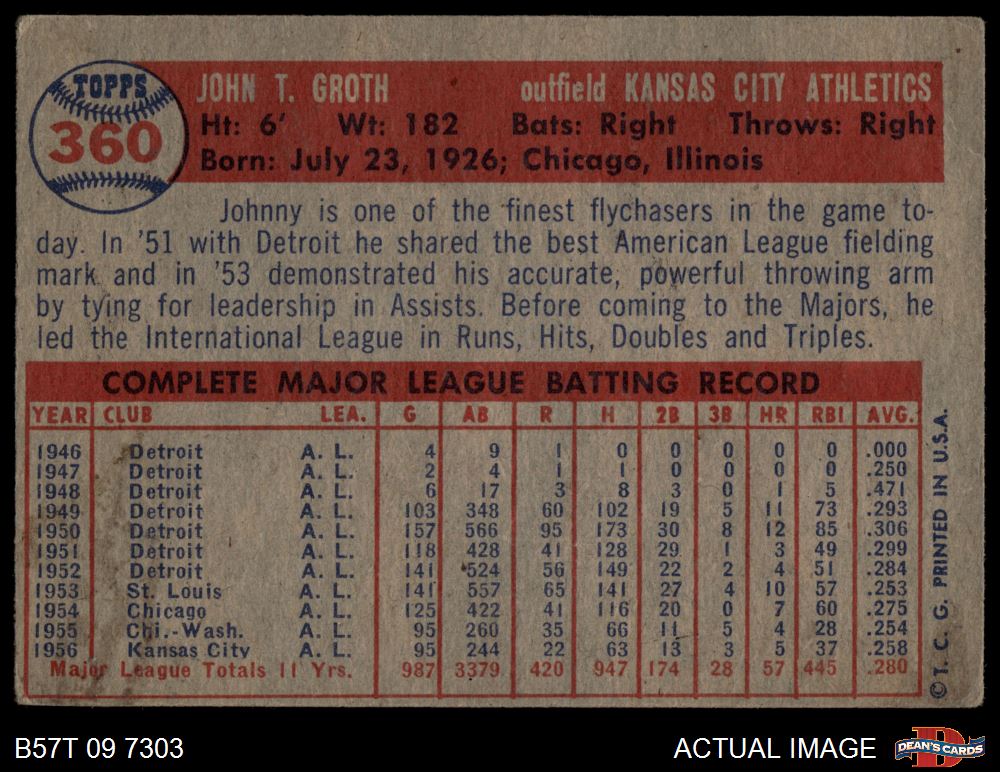 TOPPS
360
JOHN T. GROTH outfield KANSAS CITY ATHLETICS
Ht: 6' Wt: 182 Bats: Right Throws: Right
Born: July 23, 1926; Chicago, Illinois
Johnny is one of the finest flychasers in the game to-
day. In '51 with Detroit he shared the best American League fielding
mark and in '53 demonstrated his accurate, powerful throwing arm
by tying for leadership in Assists. Before coming to the Majors, he
led the International League in Runs, Hits, Doubles and Triples.
COMPLETE MAJOR LEAGUE BATTING RECORD
YEAR CLUB LEA. G AB R H 2B 3B HR RBI AVG.
1946 Detroit A. L. 4 9 1 0 0 0 0 0 .000
1947 Detroit A. L. 2 4 1 1 0 0 0 0 .250
1948 Detroit A. L. 6 17 3 8 3 0 1 5 .471
1949 Detroit A. L. 103 348 60 102 19 5 11 73 .293
1950 Detroit A. L. 157 566 95 173 30 8 12 85 .306
1951 Detroit A. L. 118 428 41 128 29 1 3 49 .299
1952 Detroit A. L. 141 524 56 149 22 2 4 51 .284
1953 St. Louis A. L. 141 557 65 141 27 4 10 57 .253
1954 Chicago A. L. 125 422 41 116 20 0 7 60 .275
1955 Chi.-Wash. A. L. 95 260 35 66 11 5 4 28 .254
1956 Kansas City A. L. 95 244 22 63 13 3 5 37 .258
Major League Totals 11 Yrs. 987 3379 420 947 174 28 57 445 .280
© T. C. G. PRINTED IN U.S.A.
B57T 09 7303
ACTUAL IMAGE
DEAN'S CARDS